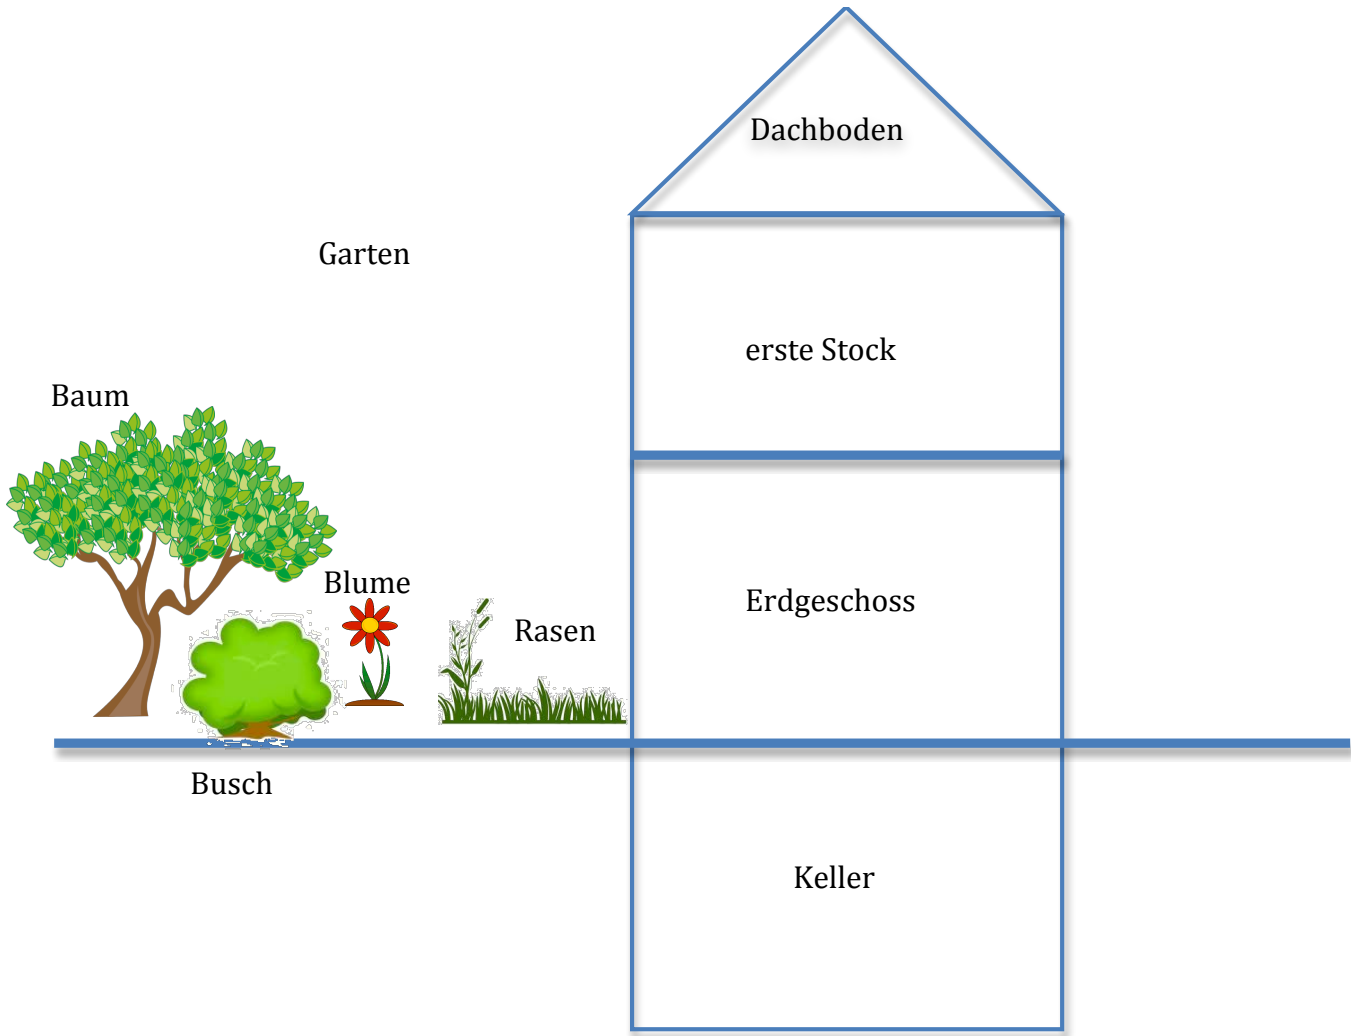 Dachboden
Garten
erste Stock
Baum
Blume
Erdgeschoss
Rasen
Busch
Keller